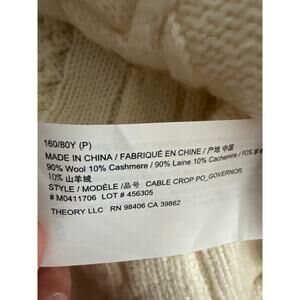 160/80Y (P)
MADE IN CHINA / FABRIQUÉ EN CHINE / 产地 中国
90% Wool 10% Cashmere / 90% Laine 10% Cachemire / 90% 羊
10% 山羊绒
STYLE / MODÈLE /品号 CABLE CROP PO_GOVERNOR
# M0411706 LOT # 456305
THEORY LLC RN 98406 CA 39862